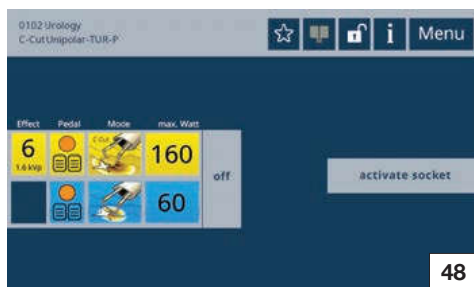 0102 Urology
C-Cut Unipolar-TUR-P
i
Menu
Effect Pedal Mode max. Watt
6
1.6 kVp
C Cut
160
off
60
activate socket
48